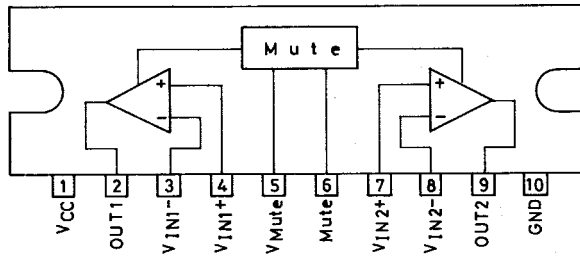 Mute
+
−
+
−
1 2 3 4 5 6 7 8 9 10
VCC
OUT1
VIN1-
VIN1+
VMute
Mute
VIN2+
VIN2-
OUT2
GND